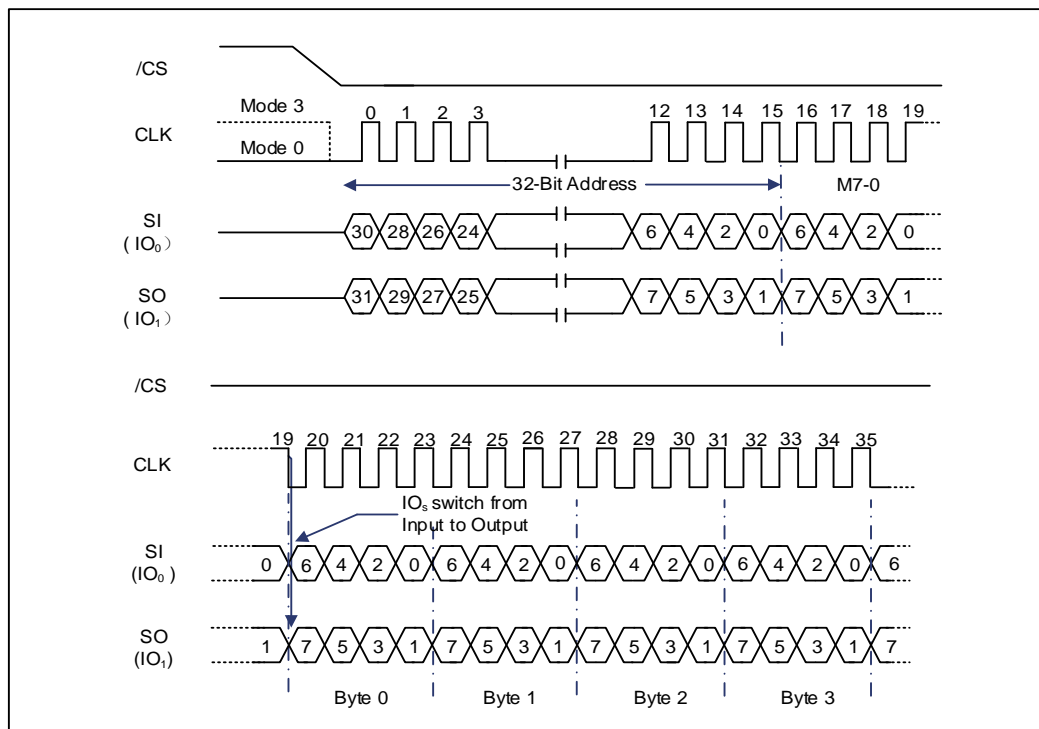 /CS
Mode 3
CLK
Mode 0
0 1 2 3 12 13 14 15 16 17 18 19
32-Bit Address
M7-0
SI
( IO₀）
30 28 26 24 6 4 2 0 6 4 2 0
SO
( IO₁）
31 29 27 25 7 5 3 1 7 5 3 1
/CS
CLK
19 20 21 22 23 24 25 26 27 28 29 30 31 32 33 34 35
IOₛ switch from
Input to Output
SI
(IO₀ )
0 6 4 2 0 6 4 2 0 6 4 2 0 6 4 2 0 6
SO
(IO₁)
1 7 5 3 1 7 5 3 1 7 5 3 1 7 5 3 1 7
Byte 0 Byte 1 Byte 2 Byte 3